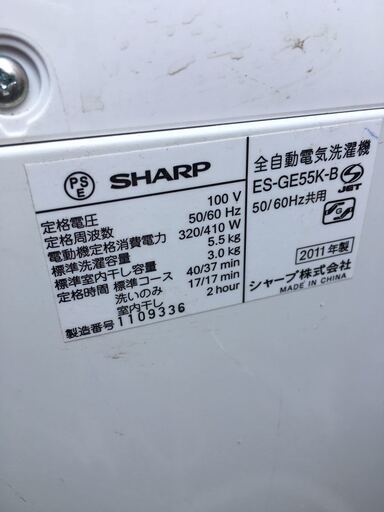 PSE SHARP
全自動電気洗濯機
ES-GE55K-B
JET
50/60Hz共用
定格電圧 100 V
定格周波数 50/60 Hz
電動機定格消費電力 320/410 W
標準洗濯容量 5.5 kg
標準室内干し容量 3.0 kg
定格時間 標準コース 40/37 min
洗いのみ 17/17 min
室内干し 2 hour
製造番号 1109336
2011年製
シャープ株式会社
MADE IN CHINA